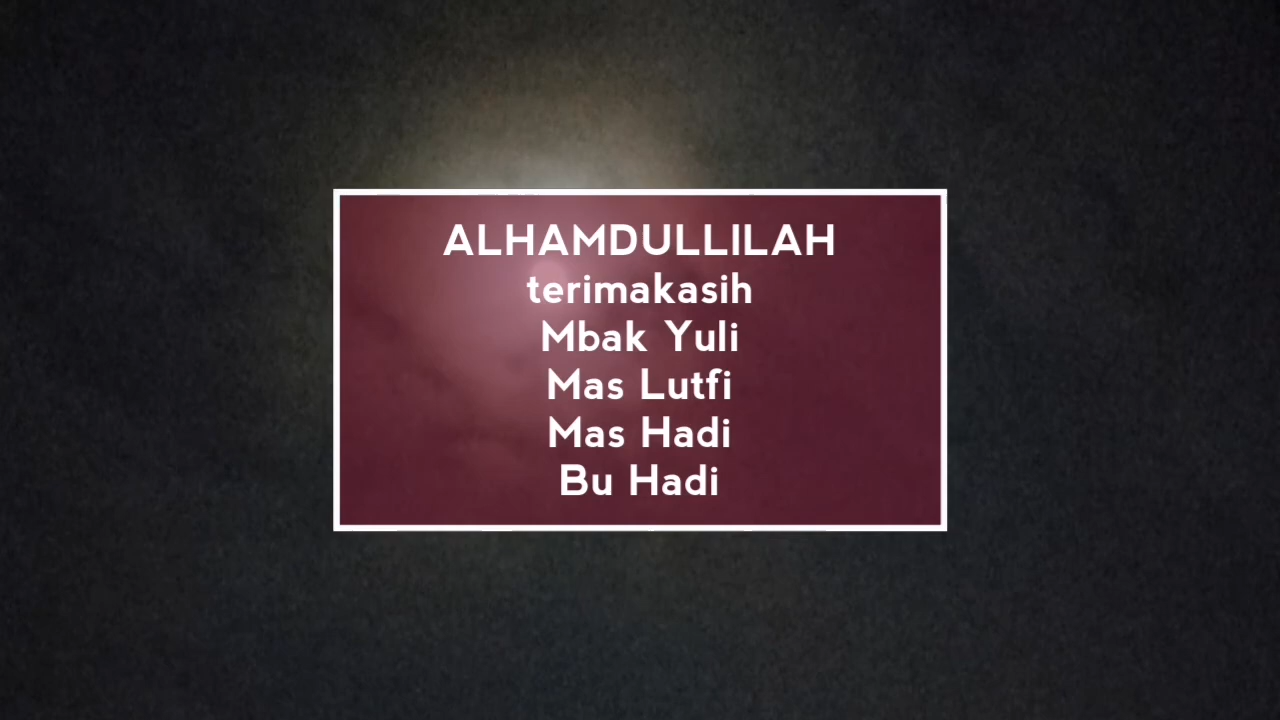 ALHAMDULLILAH
terimakasih
Mbak Yuli
Mas Lutfi
Mas Hadi
Bu Hadi